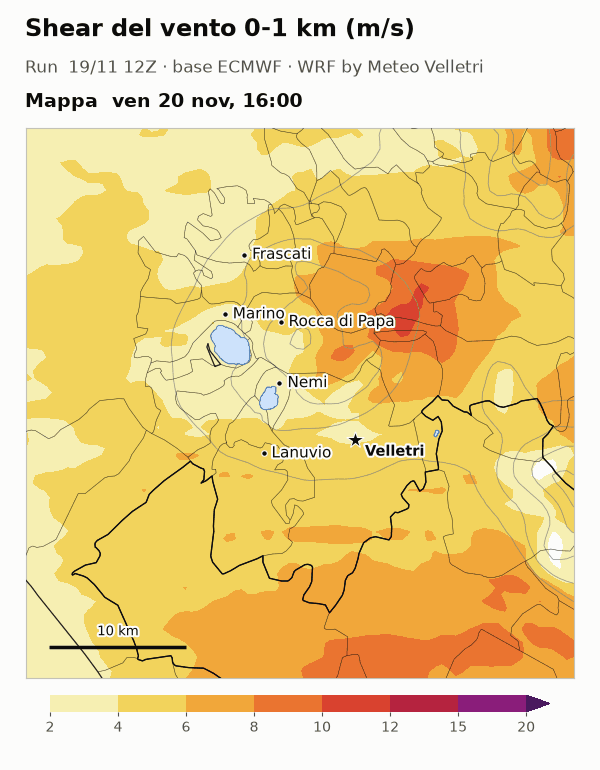 Shear del vento 0-1 km (m/s)
Run  19/11 12Z · base ECMWF · WRF by Meteo Velletri
Mappa  ven 20 nov, 16:00
Frascati
Marino
Rocca di Papa
Nemi
Velletri
Lanuvio
10 km
2 4 6 8 10 12 15 20